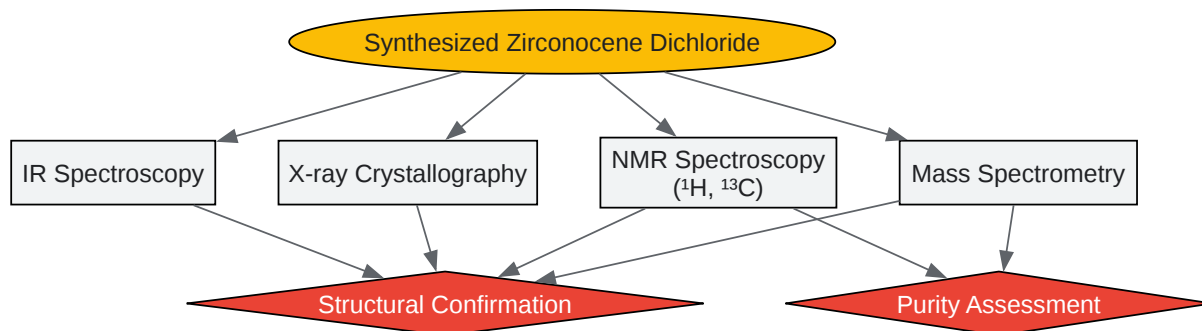 Synthesized Zirconocene Dichloride
IR Spectroscopy
X-ray Crystallography
NMR Spectroscopy
(¹H, ¹³C)
Mass Spectrometry
Structural Confirmation
Purity Assessment